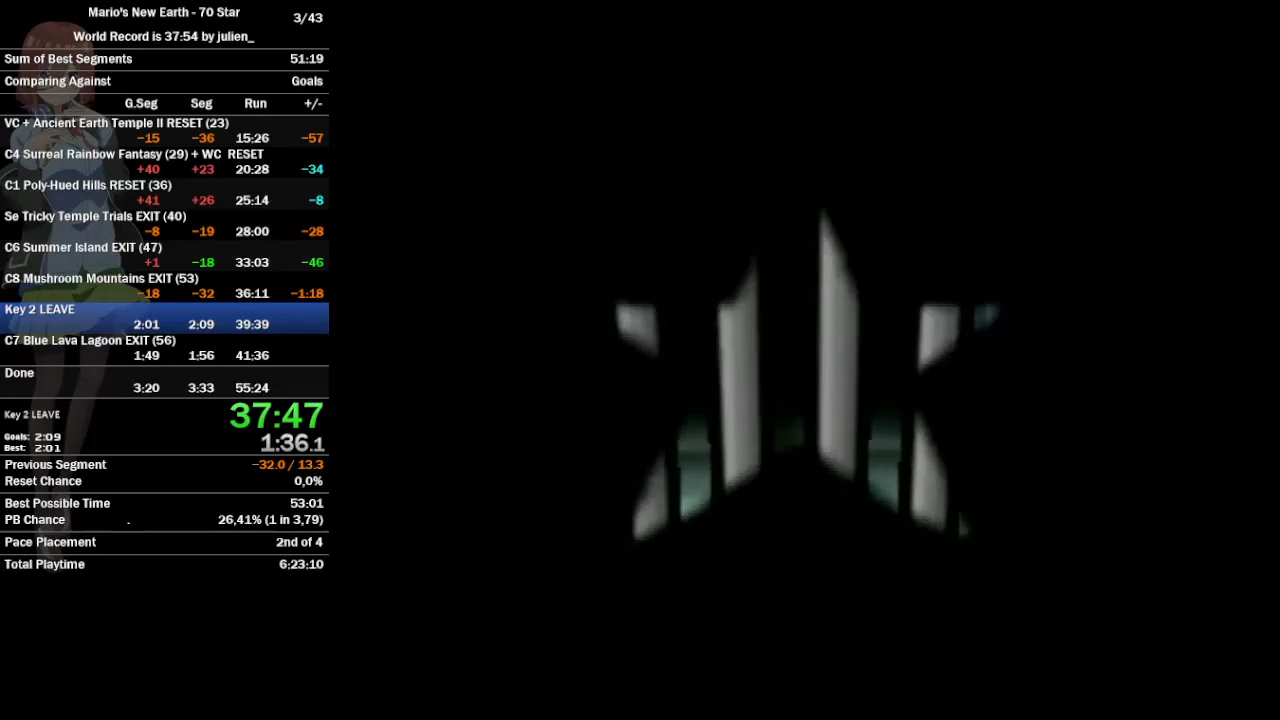 Mario's New Earth - 70 Star
3/43
World Record is 37:54 by julien_
Sum of Best Segments 51:19
Comparing Against Goals
G.Seg Seg Run +/-
VC + Ancient Earth Temple II RESET (23)
−15 −36 15:26 −57
C4 Surreal Rainbow Fantasy (29) + WC RESET
+40 +23 20:28 −34
C1 Poly-Hued Hills RESET (36)
+41 +26 25:14 −8
Se Tricky Temple Trials EXIT (40)
−8 −19 28:00 −28
C6 Summer Island EXIT (47)
+1 −18 33:03 −46
C8 Mushroom Mountains EXIT (53)
−18 −32 36:11 −1:18
Key 2 LEAVE
2:01 2:09 39:39
C7 Blue Lava Lagoon EXIT (56)
1:49 1:56 41:36
Done
3:20 3:33 55:24
37:47
Key 2 LEAVE
Goals: 2:09
Best: 2:01
1:36.1
Previous Segment −32.0 / 13.3
Reset Chance 0,0%
Best Possible Time 53:01
PB Chance . 26,41% (1 in 3,79)
Pace Placement 2nd of 4
Total Playtime 6:23:10